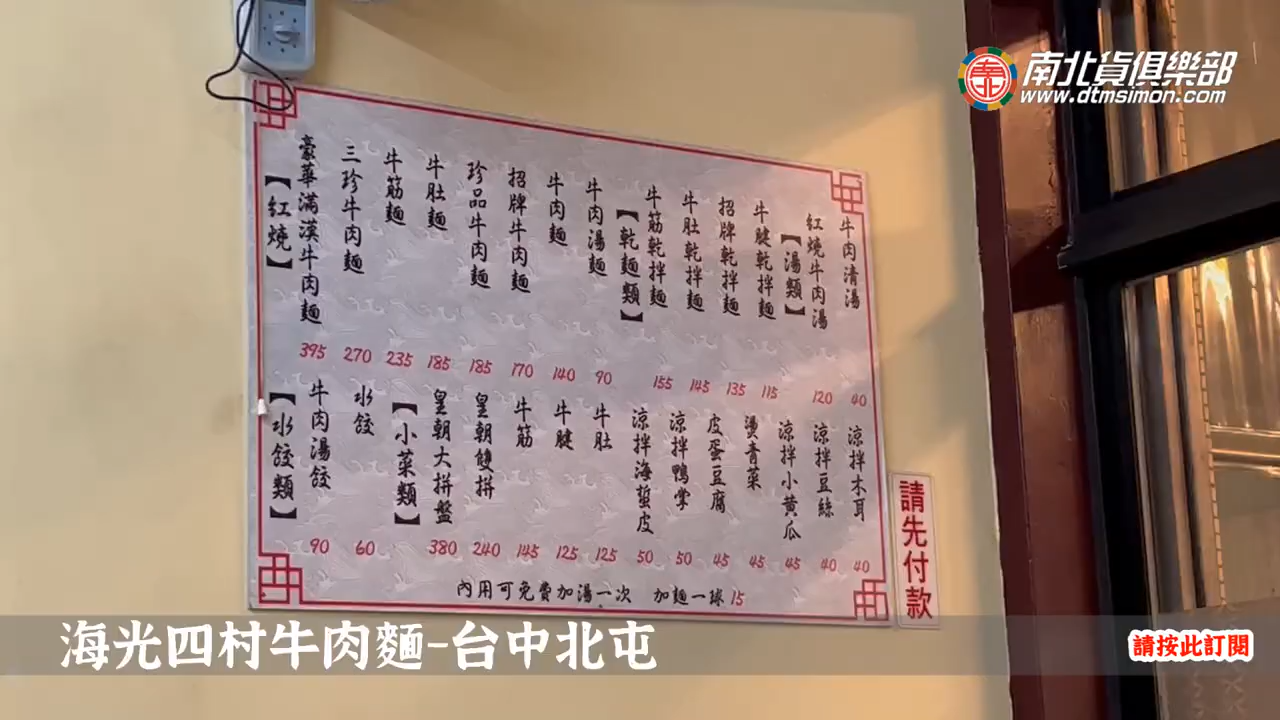 南北貨俱樂部
www.dtmsimon.com
【紅燒】
豪華滿漢牛肉麵 395
三珍牛肉麵 270
牛筋麵 235
牛肚麵 185
珍品牛肉麵 185
招牌牛肉麵 170
牛肉麵 140
牛肉湯麵 90
【乾麵類】
牛筋乾拌麵 155
牛肚乾拌麵 145
招牌乾拌麵 135
牛腱乾拌麵 115
【湯類】
紅燒牛肉湯 120
牛肉清湯 40
【水餃類】
牛肉湯餃 90
水餃 60
【小菜類】
皇朝大拼盤 380
皇朝雙拼 240
牛筋 145
牛腱 125
牛肚 125
涼拌海蜇皮 50
涼拌鴨掌 50
皮蛋豆腐 45
燙青菜 45
涼拌小黃瓜 45
涼拌豆絲 40
涼拌木耳 40
內用可免費加湯一次 加麵一球15
請先付款
海光四村牛肉麵-台中北屯
請按此訂閱